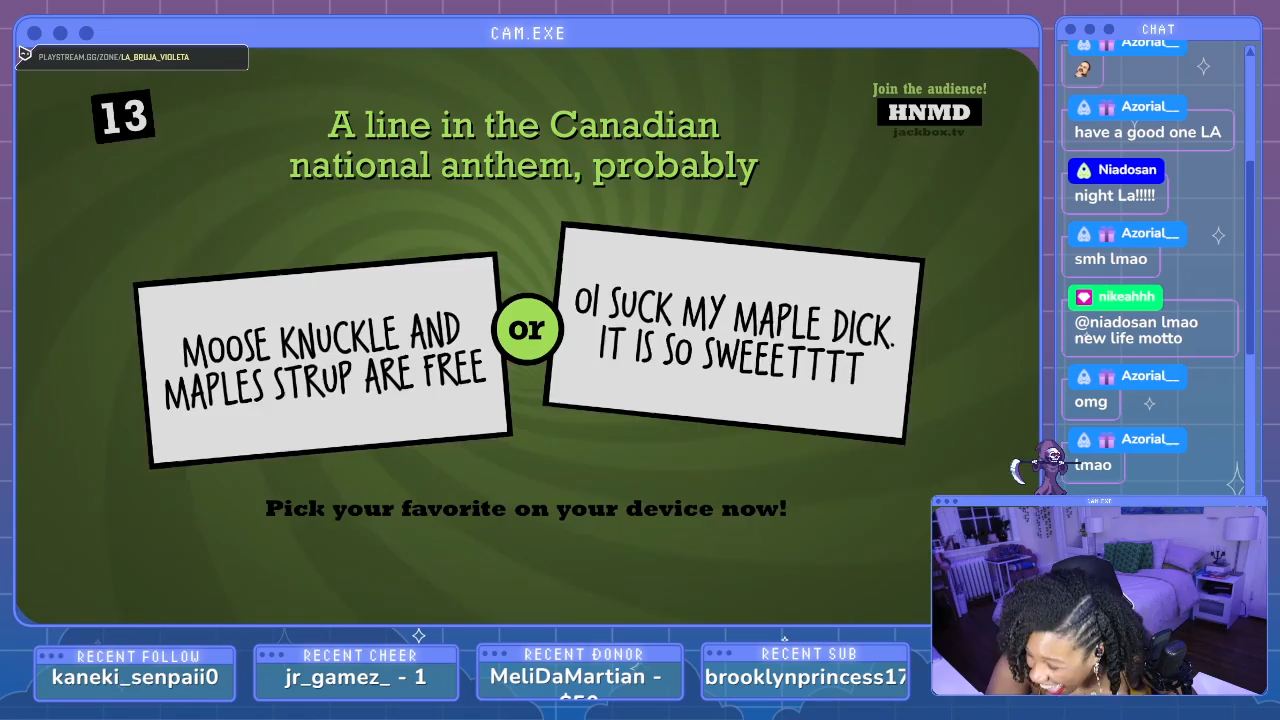 CAM.EXE
PLAYSTREAM.GG/ZONE/LA_BRUJA_VIOLETA
13
Join the audience!
HNMD
jackbox.tv
A line in the Canadian
national anthem, probably
MOOSE KNUCKLE AND
MAPLES STRUP ARE FREE
or
OI SUCK MY MAPLE DICK.
IT IS SO SWEEETTTT
Pick your favorite on your device now!
CHAT
Azorial__
Azorial__
have a good one LA
Niadosan
night La!!!!!
Azorial__
smh lmao
nikeahhh
@niadosan lmao
new life motto
Azorial__
omg
Azorial__
lmao
CAM.EXE
RECENT FOLLOW
kaneki_senpaii0
RECENT CHEER
jr_gamez_ - 1
RECENT DONOR
MeliDaMartian -
$50
RECENT SUB
brooklynprincess17